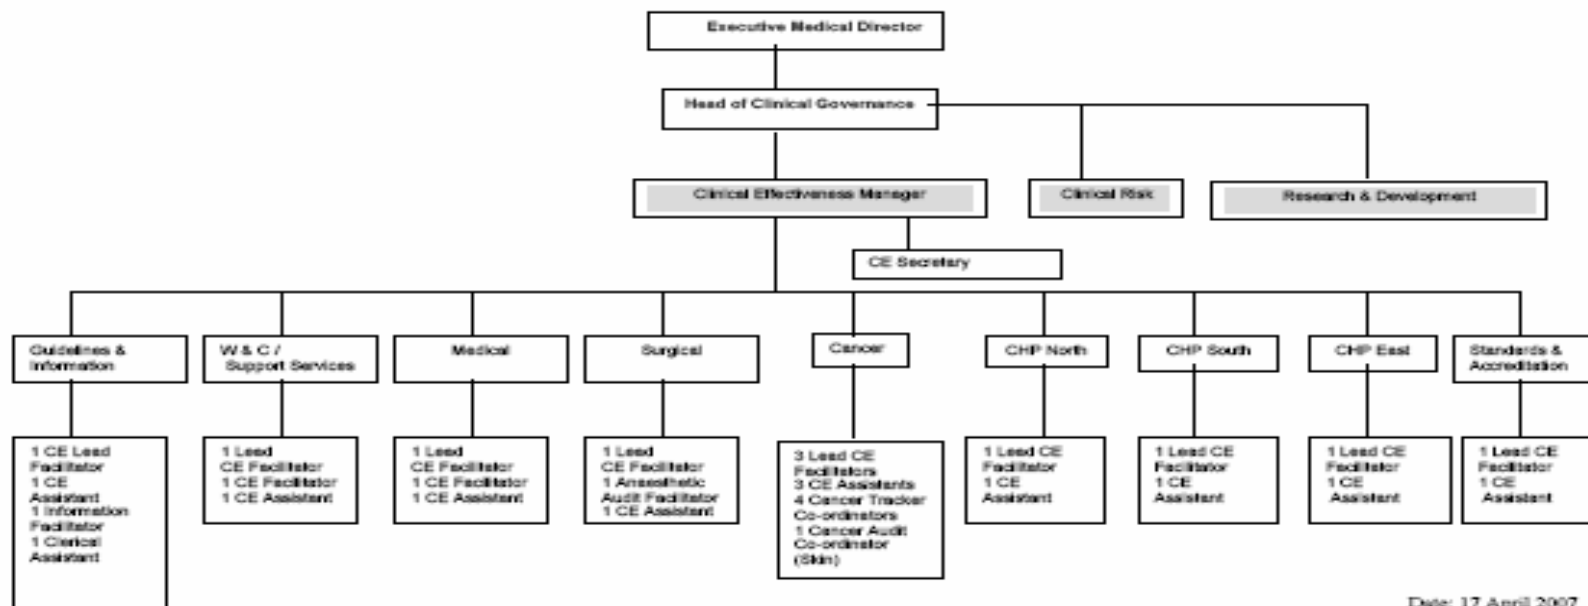 Executive Medical Director
Head of Clinical Governance
Clinical Effectiveness Manager
Clinical Risk
Research & Development
CE Secretary
Guidelines &
Information
W & C /
Support Services
Medical
Surgical
Cancer
CHP North
CHP South
CHP East
Standards &
Accreditation
1 CE Lead
Facilitator
1 CE
Assistant
1 Information
Facilitator
1 Clerical
Assistant
1 Lead
CE Facilitator
1 CE Facilitator
1 CE Assistant
1 Lead
CE Facilitator
1 CE Facilitator
1 CE Assistant
1 Lead
CE Facilitator
1 Anaesthetic
Audit Facilitator
1 CE Assistant
3 Lead CE
Facilitators
3 CE Assistants
4 Cancer Tracker
Co-ordinators
1 Cancer Audit
Co-ordinator
(Skin)
1 Lead CE
Facilitator
1 CE
Assistant
1 Lead CE
Facilitator
1 CE
Assistant
1 Lead CE
Facilitator
1 CE
Assistant
1 Lead CE
Facilitator
1 CE
Assistant
Date: 17 April 2007